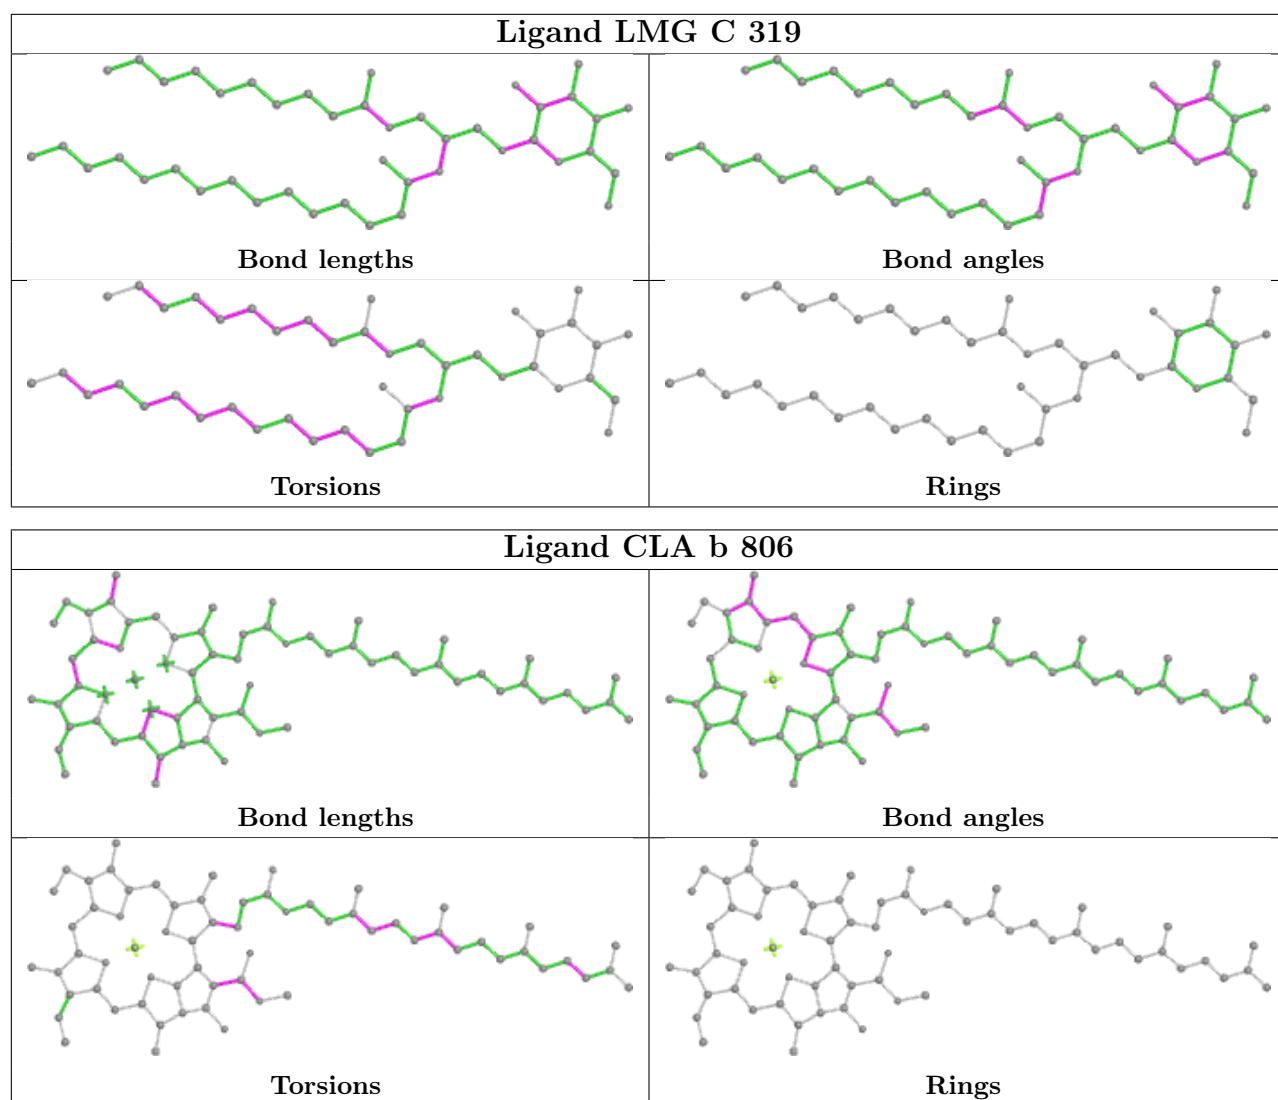 Ligand LMG C 319
Bond lengths
Bond angles
Torsions
Rings
Ligand CLA b 806
Bond lengths
Bond angles
Torsions
Rings